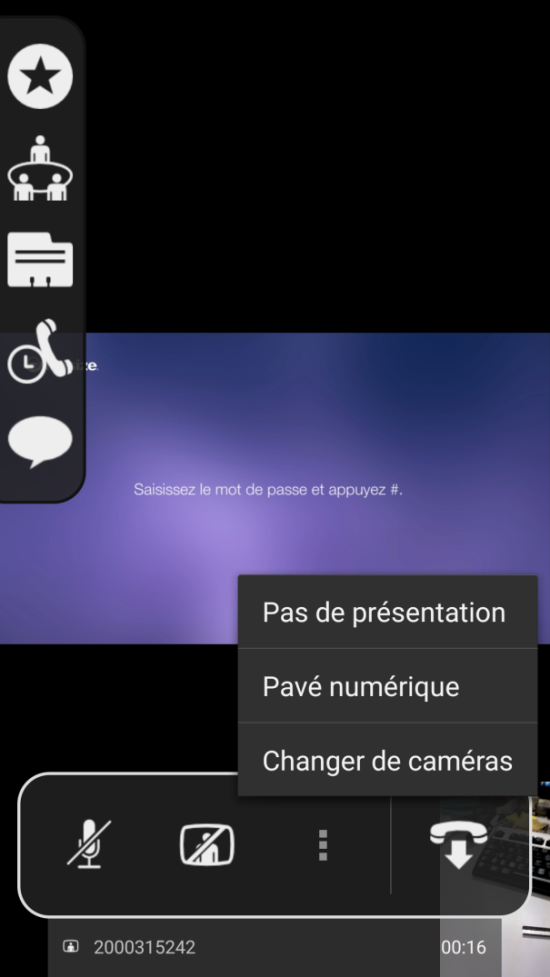 Saisissez le mot de passe et appuyez #.
Pas de présentation
Pavé numérique
Changer de caméras
2000315242
00:16